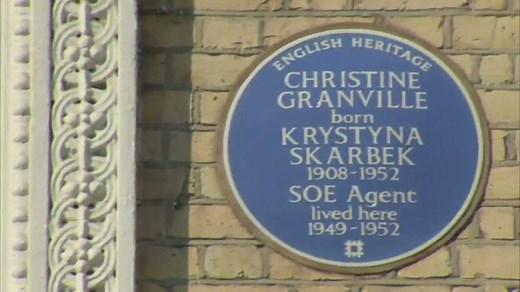 ENGLISH HERITAGE
CHRISTINE
GRANVILLE
born
KRYSTYNA
SKARBEK
1908-1952
SOE Agent
lived here
1949-1952